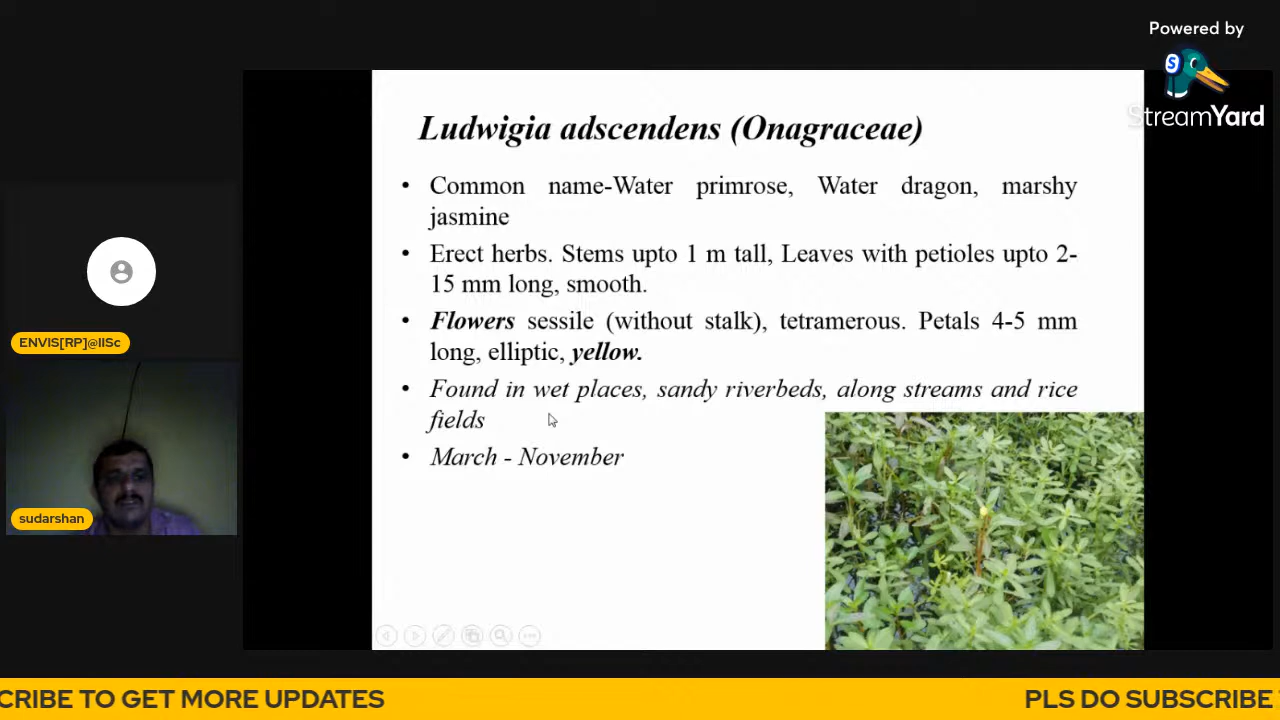 Powered by
StreamYard
Ludwigia adscendens (Onagraceae)
• Common name-Water primrose, Water dragon, marshy
jasmine
• Erect herbs. Stems upto 1 m tall, Leaves with petioles upto 2-
15 mm long, smooth.
• Flowers sessile (without stalk), tetramerous. Petals 4-5 mm
long, elliptic, yellow.
• Found in wet places, sandy riverbeds, along streams and rice
fields
• March - November
ENVIS[RP]@IISc
sudarshan
CRIBE TO GET MORE UPDATES
PLS DO SUBSCRIBE T